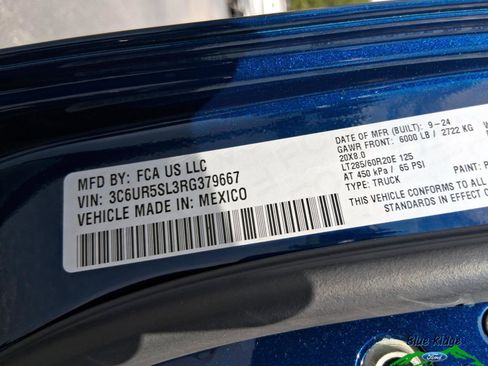 MFD BY: FCA US LLC
VIN: 3C6UR5SL3RG379667
VEHICLE MADE IN: MEXICO
DATE OF MFR (BUILT): 9-24
GAWR FRONT: 6000 LB / 2722 KG
20X8.0
LT285/60R20E 125
AT 450 kPa / 65 PSI
TYPE: TRUCK
THIS VEHICLE CONFORMS TO ALL
STANDARDS IN EFFECT
PAINT:
Blue Ridge
Ford